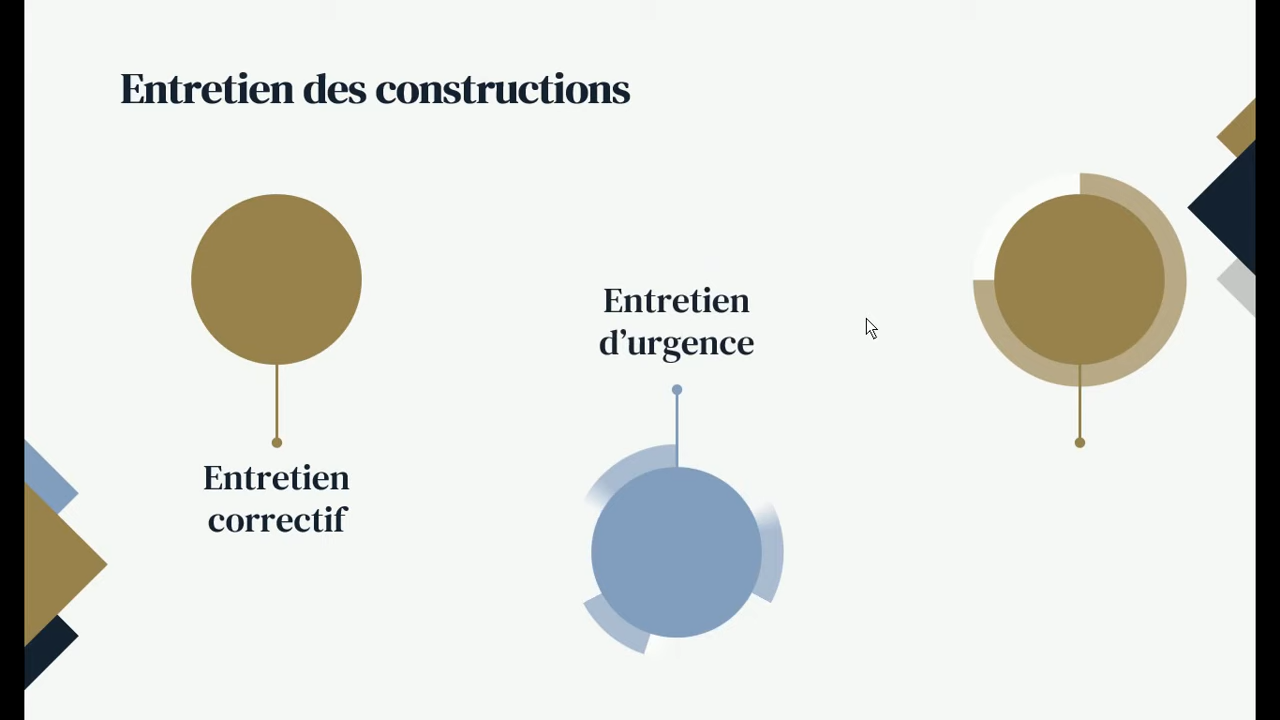 Entretien des constructions
Entretien
d’urgence
Entretien
correctif